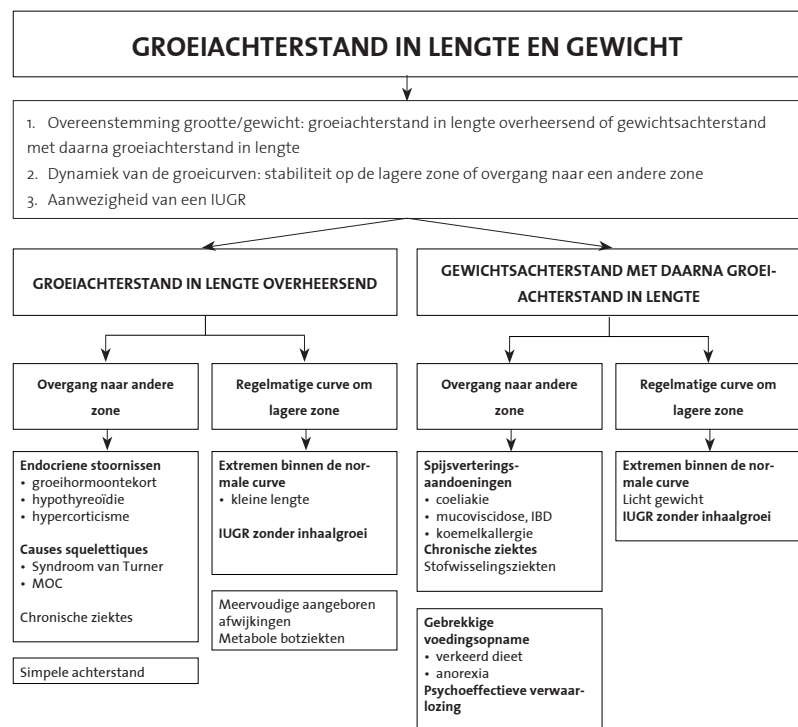 GROEIACHTERSTAND IN LENGTE EN GEWICHT
1. Overeenstemming grootte/gewicht: groeiachterstand in lengte overheersend of gewichtsachterstand
met daarna groeiachterstand in lengte
2. Dynamiek van de groeicurven: stabiliteit op de lagere zone of overgang naar een andere zone
3. Aanwezigheid van een IUGR
GROEIACHTERSTAND IN LENGTE OVERHEERSEND
GEWICHTSACHTERSTAND MET DAARNA GROEI-
ACHTERSTAND IN LENGTE
Overgang naar andere
zone
Regelmatige curve om
lagere zone
Overgang naar andere
zone
Regelmatige curve om
lagere zone
Endocriene stoornissen
• groeihormoontekort
• hypothyreoïdie
• hypercorticisme
Causes squelettiques
• Syndroom van Turner
• MOC
Chronische ziektes
Simpele achterstand
Extremen binnen de nor-
male curve
• kleine lengte
IUGR zonder inhaalgroei
Meervoudige aangeboren
afwijkingen
Metabole botziekten
Spijsverterings-
aandoeningen
• coeliakie
• mucoviscidose, IBD
• koemelkallergie
Chronische ziektes
Stofwisselingsziekten
Gebrekkige
voedingsopname
• verkeerd dieet
• anorexia
Psychoeffectieve verwaar-
lozing
Extremen binnen de nor-
male curve
Licht gewicht
IUGR zonder inhaalgroei